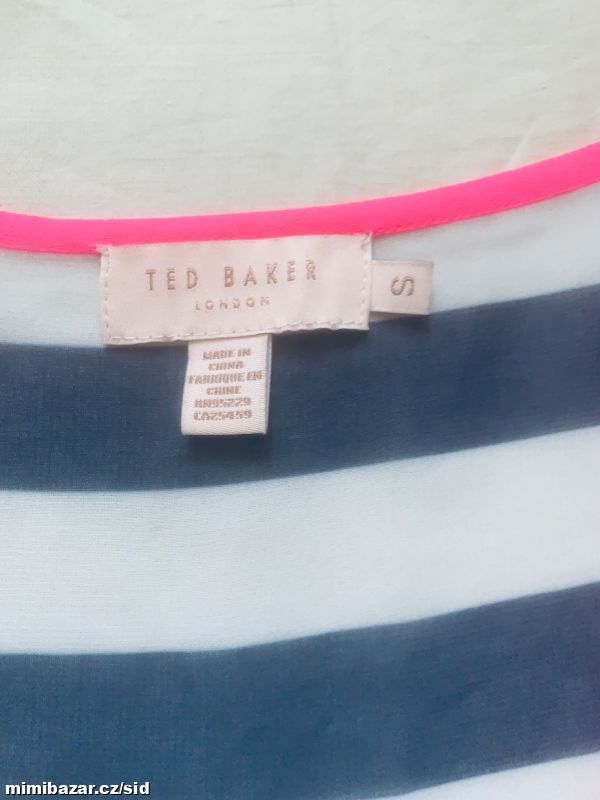 TED BAKER
LONDON
S
MADE IN
CHINA
FABRIQUE EN
CHINE
RN95229
CA25459
mimibazar.cz/sid